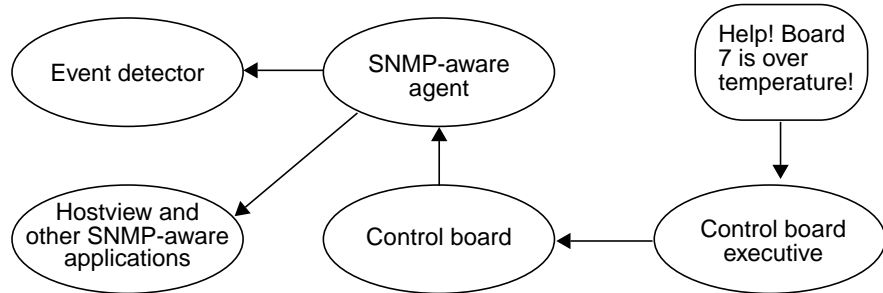 Event detector
SNMP-aware
agent
Help! Board
7 is over
temperature!
Hostview and
other SNMP-aware
applications
Control board
Control board
executive